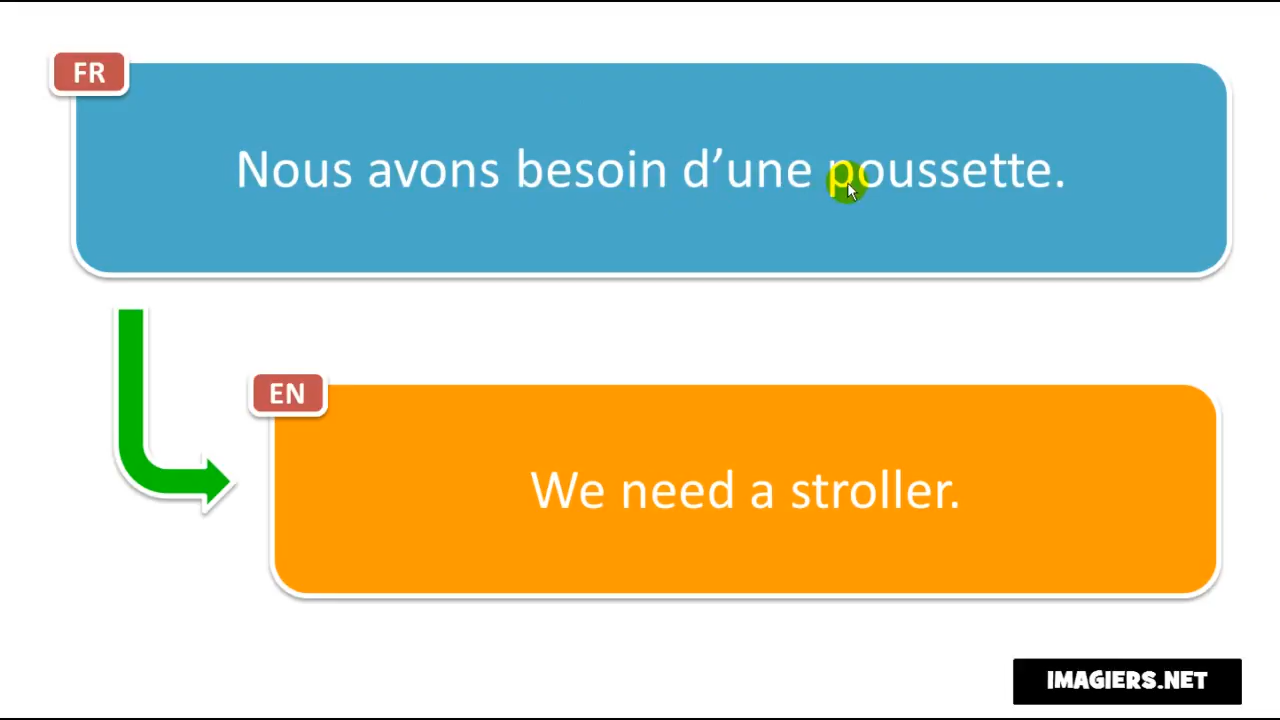 FR
Nous avons besoin d’une poussette.
EN
We need a stroller.
IMAGIERS.NET